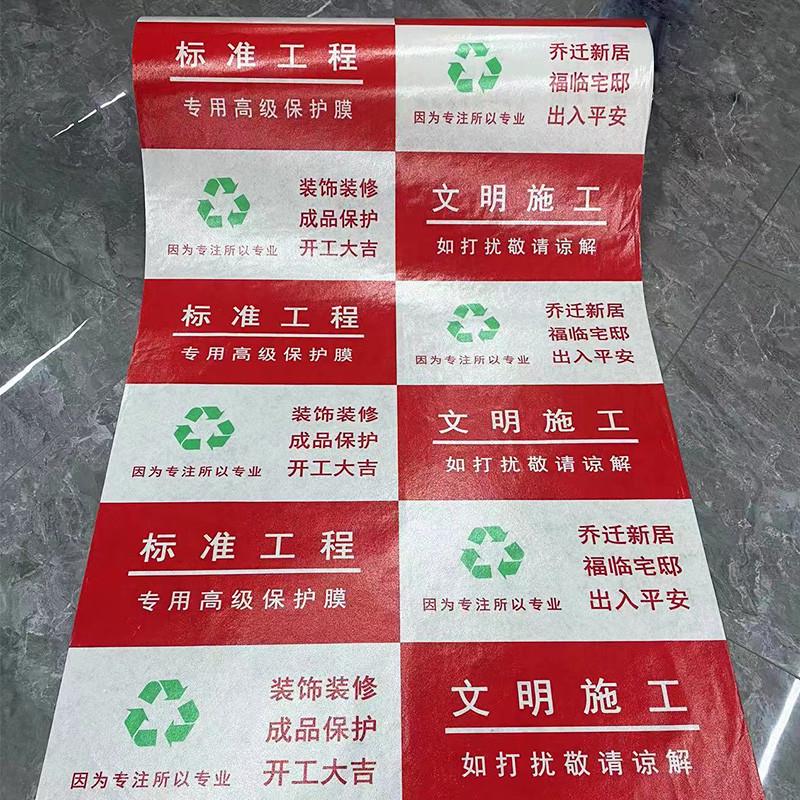 标准工程
专用高级保护膜
因为专注所以专业
乔迁新居
福临宅邸
出入平安
因为专注所以专业
装饰装修
成品保护
开工大吉
文明施工
如打扰敬请谅解
标准工程
专用高级保护膜
因为专注所以专业
乔迁新居
福临宅邸
出入平安
因为专注所以专业
装饰装修
成品保护
开工大吉
文明施工
如打扰敬请谅解
标准工程
专用高级保护膜
因为专注所以专业
乔迁新居
福临宅邸
出入平安
因为专注所以专业
装饰装修
成品保护
开工大吉
文明施工
如打扰敬请谅解